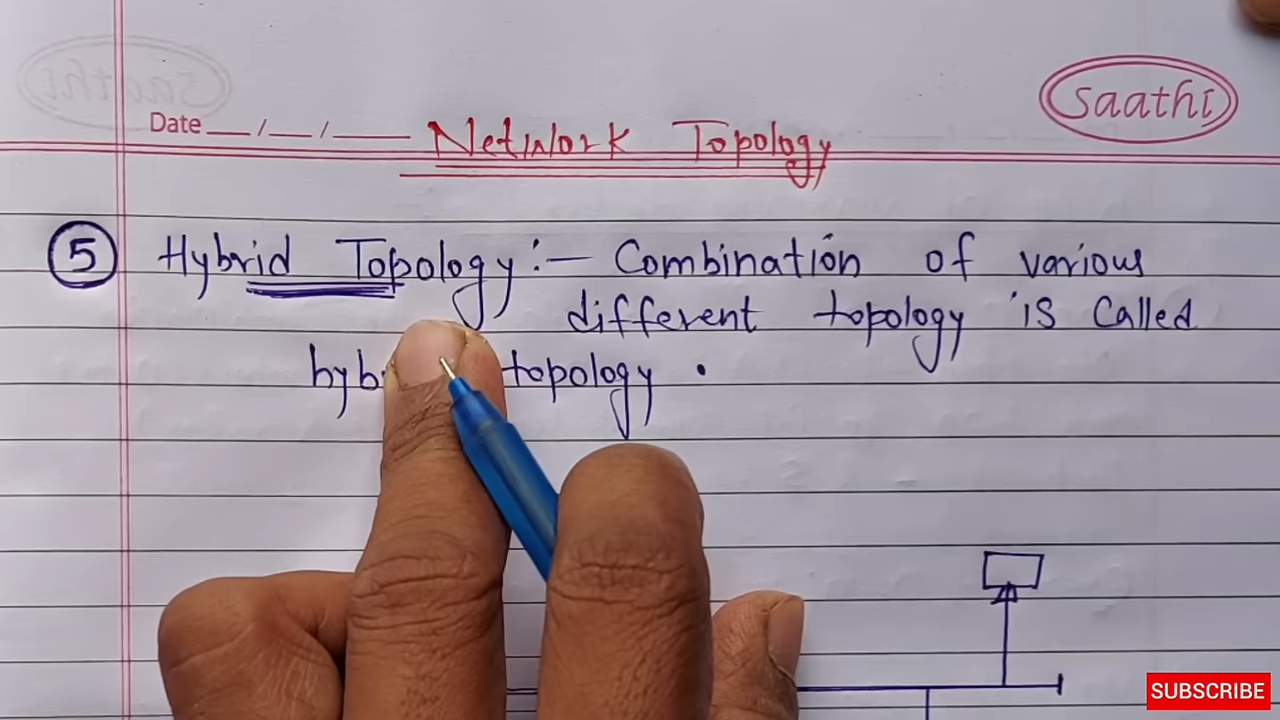 saathi
Date __/__/____
Network Topology
5 Hybrid Topology :- Combination of various
different topology is called
topology .
SUBSCRIBE